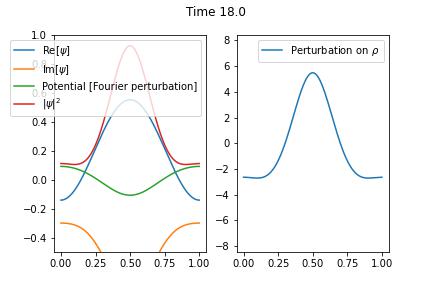 Time 18.0
Re[ψ]
Im[ψ]
Potential [Fourier perturbation]
|ψ|²
1.0
0.8
0.6
0.4
0.2
0.0
−0.2
−0.4
0.00 0.25 0.50 0.75 1.00
Perturbation on ρ
8
6
4
2
0
−2
−4
−6
−8
0.00 0.25 0.50 0.75 1.00